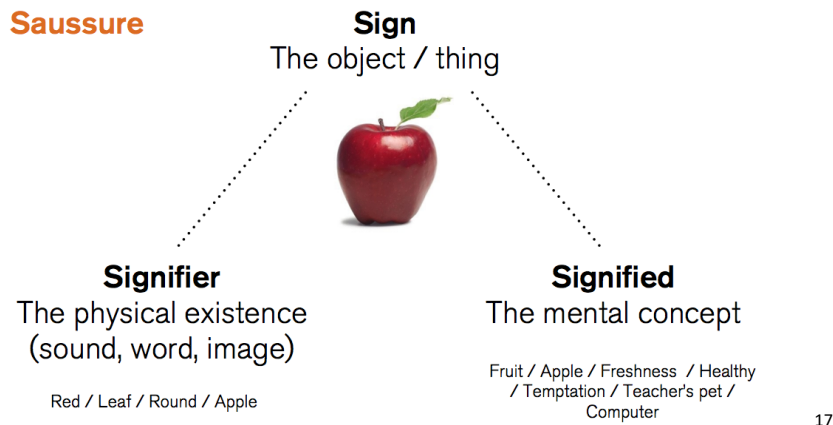 Saussure
Sign
The object / thing
Signifier
The physical existence
(sound, word, image)
Red / Leaf / Round / Apple
Signified
The mental concept
Fruit / Apple / Freshness / Healthy
/ Temptation / Teacher's pet /
Computer
17